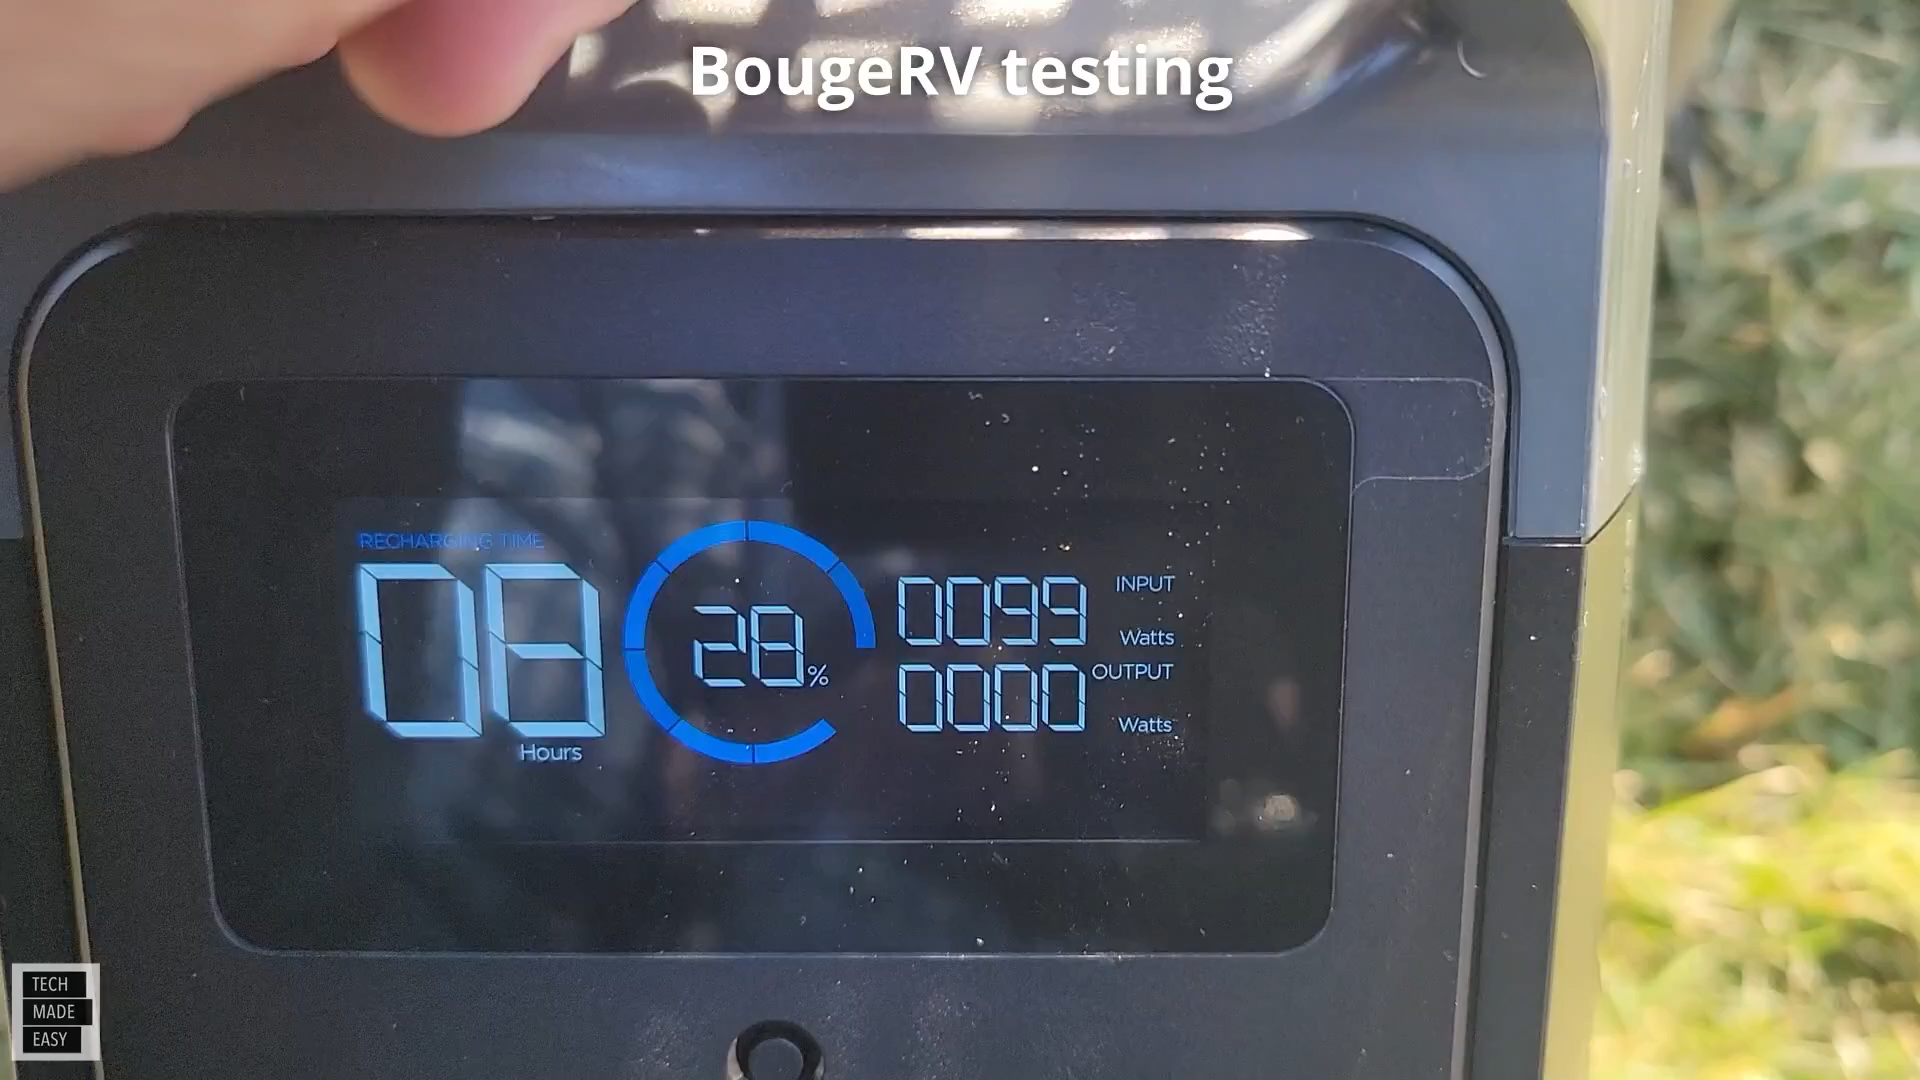 BougeRV testing
RECHARGING TIME
08
Hours
28%
0099
INPUT
Watts
0000
OUTPUT
Watts
TECH
MADE
EASY